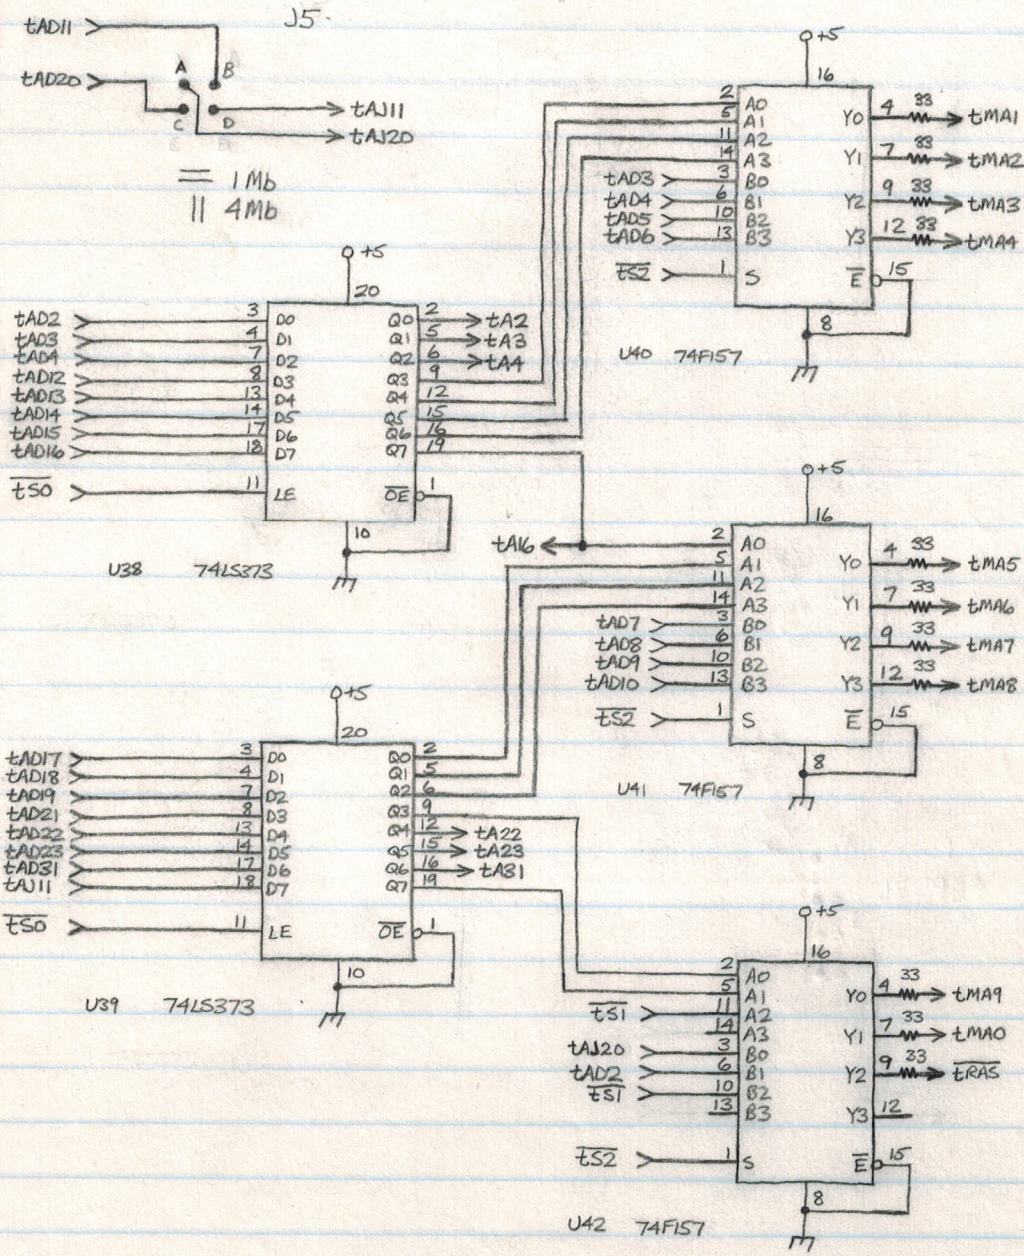 J5
tAD11
tAD20
A
B
C
D
tAJ11
tAJ20
= 1Mb
|| 4Mb
+5
20
tAD2 3 D0 Q0 2 tA2
tAD3 4 D1 Q1 5 tA3
tAD4 7 D2 Q2 6 tA4
tAD12 8 D3 Q3 9
tAD13 13 D4 Q4 12
tAD14 14 D5 Q5 15
tAD15 17 D6 Q6 16
tAD16 18 D7 Q7 19
t̅S̅0̅ 11 LE O̅E̅ 1
10
U38 74LS373
+5
16
2 A0 Y0 4 33 tMA1
5 A1
11 A2
14 A3 Y1 7 33 tMA2
tAD3 3 B0
tAD4 6 B1 Y2 9 33 tMA3
tAD5 10 B2
tAD6 13 B3 Y3 12 33 tMA4
t̅S̅2̅ 1 S E̅ 15
8
U40 74F157
+5
16
tA16 2 A0
5 A1 Y0 4 33 tMA5
11 A2
14 A3 Y1 7 33 tMA6
tAD7 3 B0
tAD8 6 B1 Y2 9 33 tMA7
tAD9 10 B2
tAD10 13 B3 Y3 12 33 tMA8
t̅S̅2̅ 1 S E̅ 15
8
U41 74F157
+5
20
tAD17 3 D0 Q0 2
tAD18 4 D1 Q1 5
tAD19 7 D2 Q2 6
tAD21 8 D3 Q3 9
tAD22 13 D4 Q4 12 tA22
tAD23 14 D5 Q5 15 tA23
tAD31 17 D6 Q6 16 tA31
tAJ11 18 D7 Q7 19
t̅S̅0̅ 11 LE O̅E̅ 1
10
U39 74LS373
+5
16
2 A0
5 A1 Y0 4 33 tMA9
t̅S̅1̅ 11 A2
14 A3 Y1 7 33 tMA0
tAJ20 3 B0
tAD2 6 B1 Y2 9 33 t̅R̅A̅S̅
t̅S̅1̅ 10 B2
13 B3 Y3 12
t̅S̅2̅ 1 S E̅ 15
8
U42 74F157